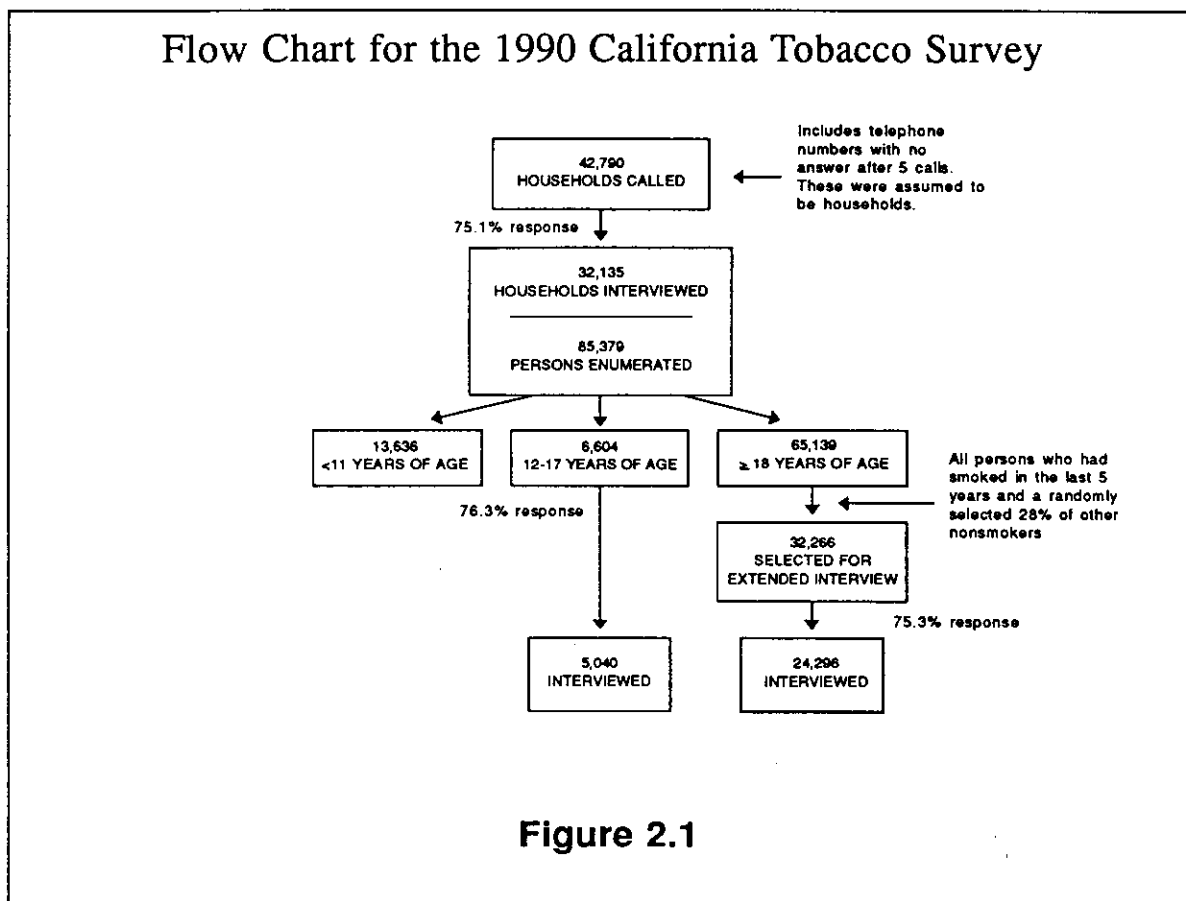 Flow Chart for the 1990 California Tobacco Survey
42,790
HOUSEHOLDS CALLED
Includes telephone
numbers with no
answer after 5 calls.
These were assumed to
be households.
75.1% response
32,135
HOUSEHOLDS INTERVIEWED
85,379
PERSONS ENUMERATED
13,636
<11 YEARS OF AGE
6,604
12-17 YEARS OF AGE
65,139
≥ 18 YEARS OF AGE
All persons who had
smoked in the last 5
years and a randomly
selected 28% of other
nonsmokers
76.3% response
32,266
SELECTED FOR
EXTENDED INTERVIEW
75.3% response
5,040
INTERVIEWED
24,296
INTERVIEWED
Figure 2.1